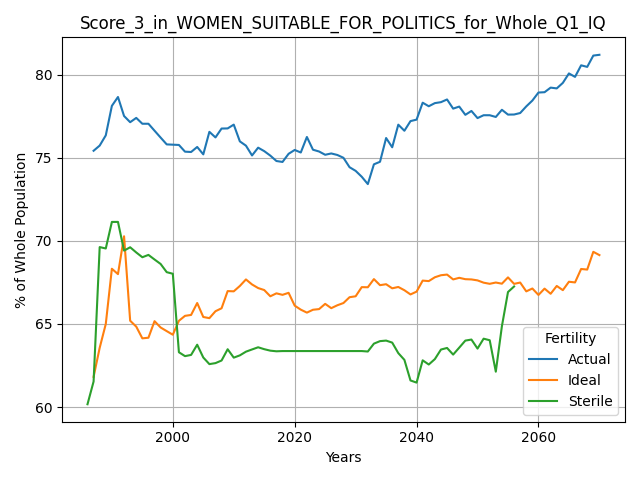 Score_3_in_WOMEN_SUITABLE_FOR_POLITICS_for_Whole_Q1_IQ
% of Whole Population
80
75
70
65
60
2000
2020
2040
2060
Years
Fertility
Actual
Ideal
Sterile